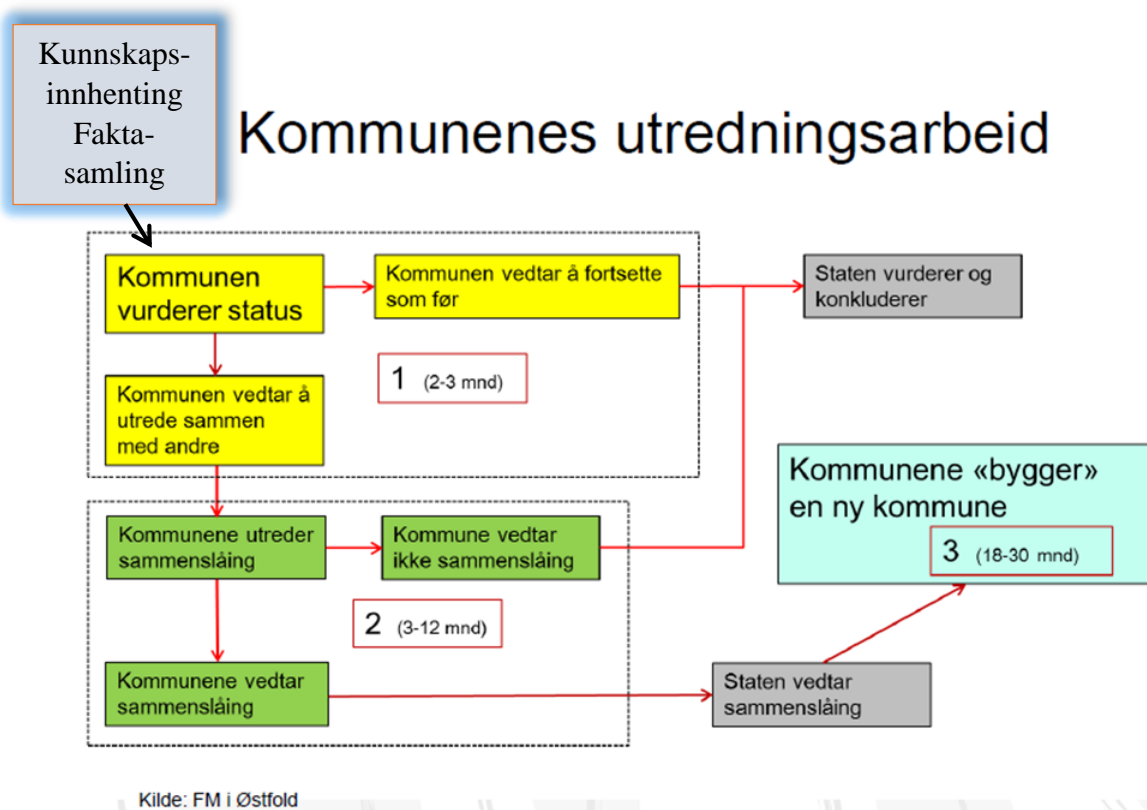 Kunnskaps-
innhenting
Fakta-
samling
Kommunenes utredningsarbeid
Kommunen
vurderer status
Kommunen vedtar å fortsette
som før
Staten vurderer og
konkluderer
1 (2-3 mnd)
Kommunen vedtar å
utrede sammen
med andre
Kommunene «bygger»
en ny kommune
3 (18-30 mnd)
Kommunene utreder
sammenslåing
Kommune vedtar
ikke sammenslåing
2 (3-12 mnd)
Kommunene vedtar
sammenslåing
Staten vedtar
sammenslåing
Kilde: FM i Østfold